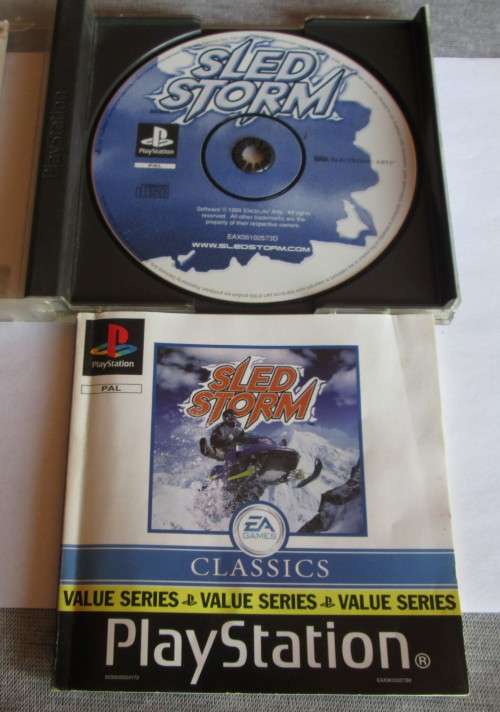 PlayStation
SLED
STORM
PlayStation
PAL
Software © 1999 Electronic Arts. All rights
reserved. All other trademarks are the
property of their respective owners.
WWW.SLEDSTORM.COM
PlayStation
PAL
SLED
STORM
EA
GAMES
CLASSICS
VALUE SERIES VALUE SERIES VALUE SERIES
PlayStation®